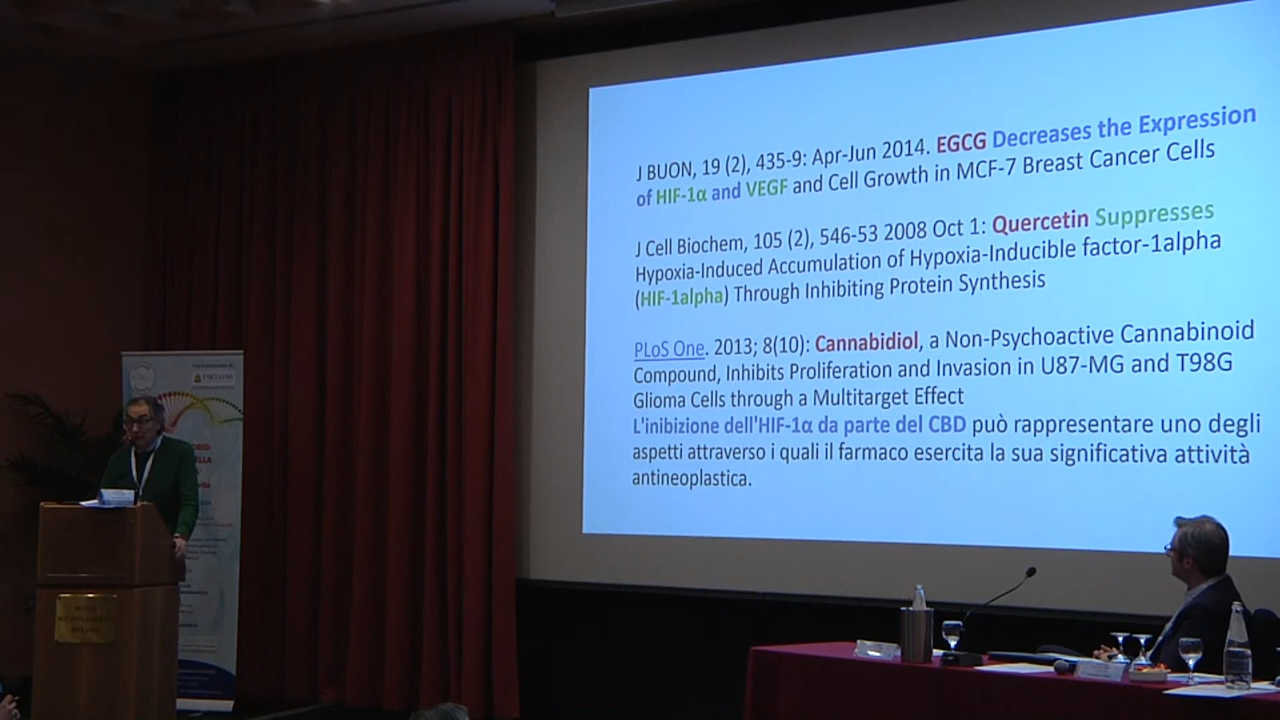 J BUON, 19 (2), 435-9: Apr-Jun 2014. EGCG Decreases the Expression
of HIF-1α and VEGF and Cell Growth in MCF-7 Breast Cancer Cells
J Cell Biochem, 105 (2), 546-53 2008 Oct 1: Quercetin Suppresses
Hypoxia-Induced Accumulation of Hypoxia-Inducible factor-1alpha
(HIF-1alpha) Through Inhibiting Protein Synthesis
PLoS One. 2013; 8(10): Cannabidiol, a Non-Psychoactive Cannabinoid
Compound, Inhibits Proliferation and Invasion in U87-MG and T98G
Glioma Cells through a Multitarget Effect
L'inibizione dell'HIF-1α da parte del CBD può rappresentare uno degli
aspetti attraverso i quali il farmaco esercita la sua significativa attività
antineoplastica.